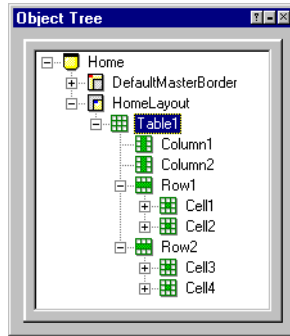 Object Tree
Home
DefaultMasterBorder
HomeLayout
Table1
Column1
Column2
Row1
Cell1
Cell2
Row2
Cell3
Cell4